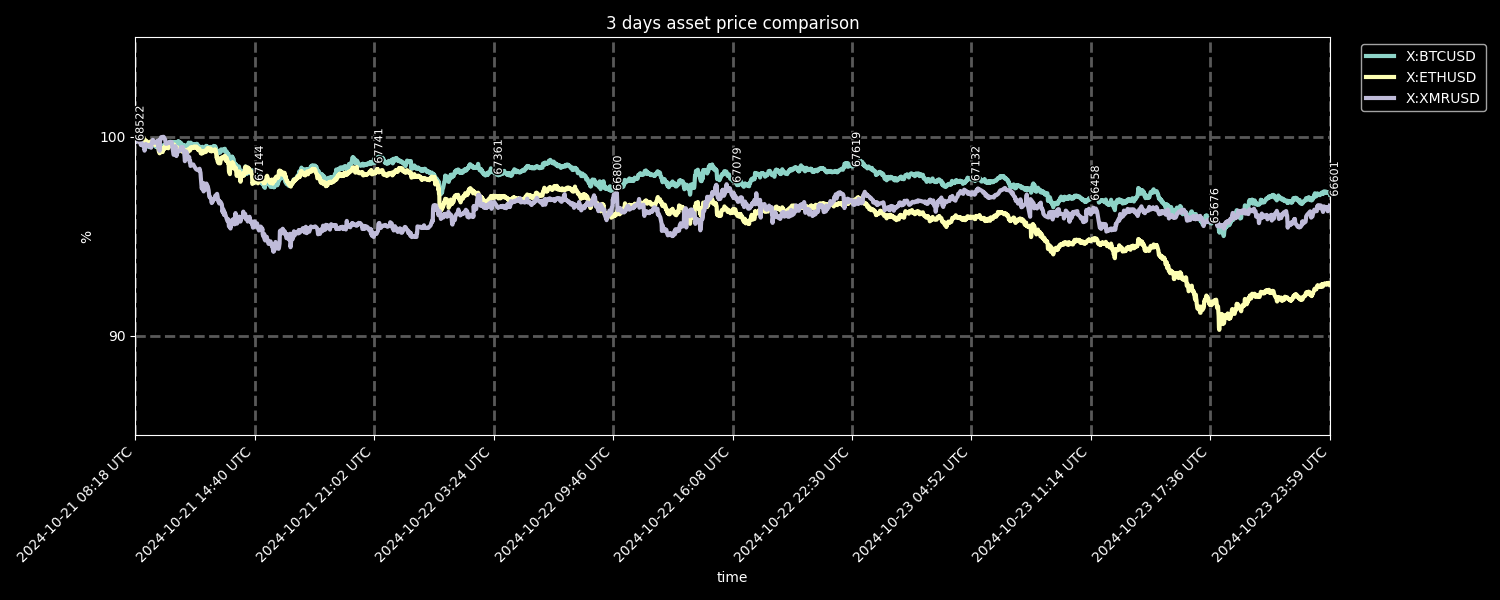 3 days asset price comparison
X:BTCUSD
X:ETHUSD
X:XMRUSD
100
90
%
68522
67144
67741
67361
66800
67079
67619
67132
66458
65676
66601
2024-10-21 08:18 UTC
2024-10-21 14:40 UTC
2024-10-21 21:02 UTC
2024-10-22 03:24 UTC
2024-10-22 09:46 UTC
2024-10-22 16:08 UTC
2024-10-22 22:30 UTC
2024-10-23 04:52 UTC
2024-10-23 11:14 UTC
2024-10-23 17:36 UTC
2024-10-23 23:59 UTC
time